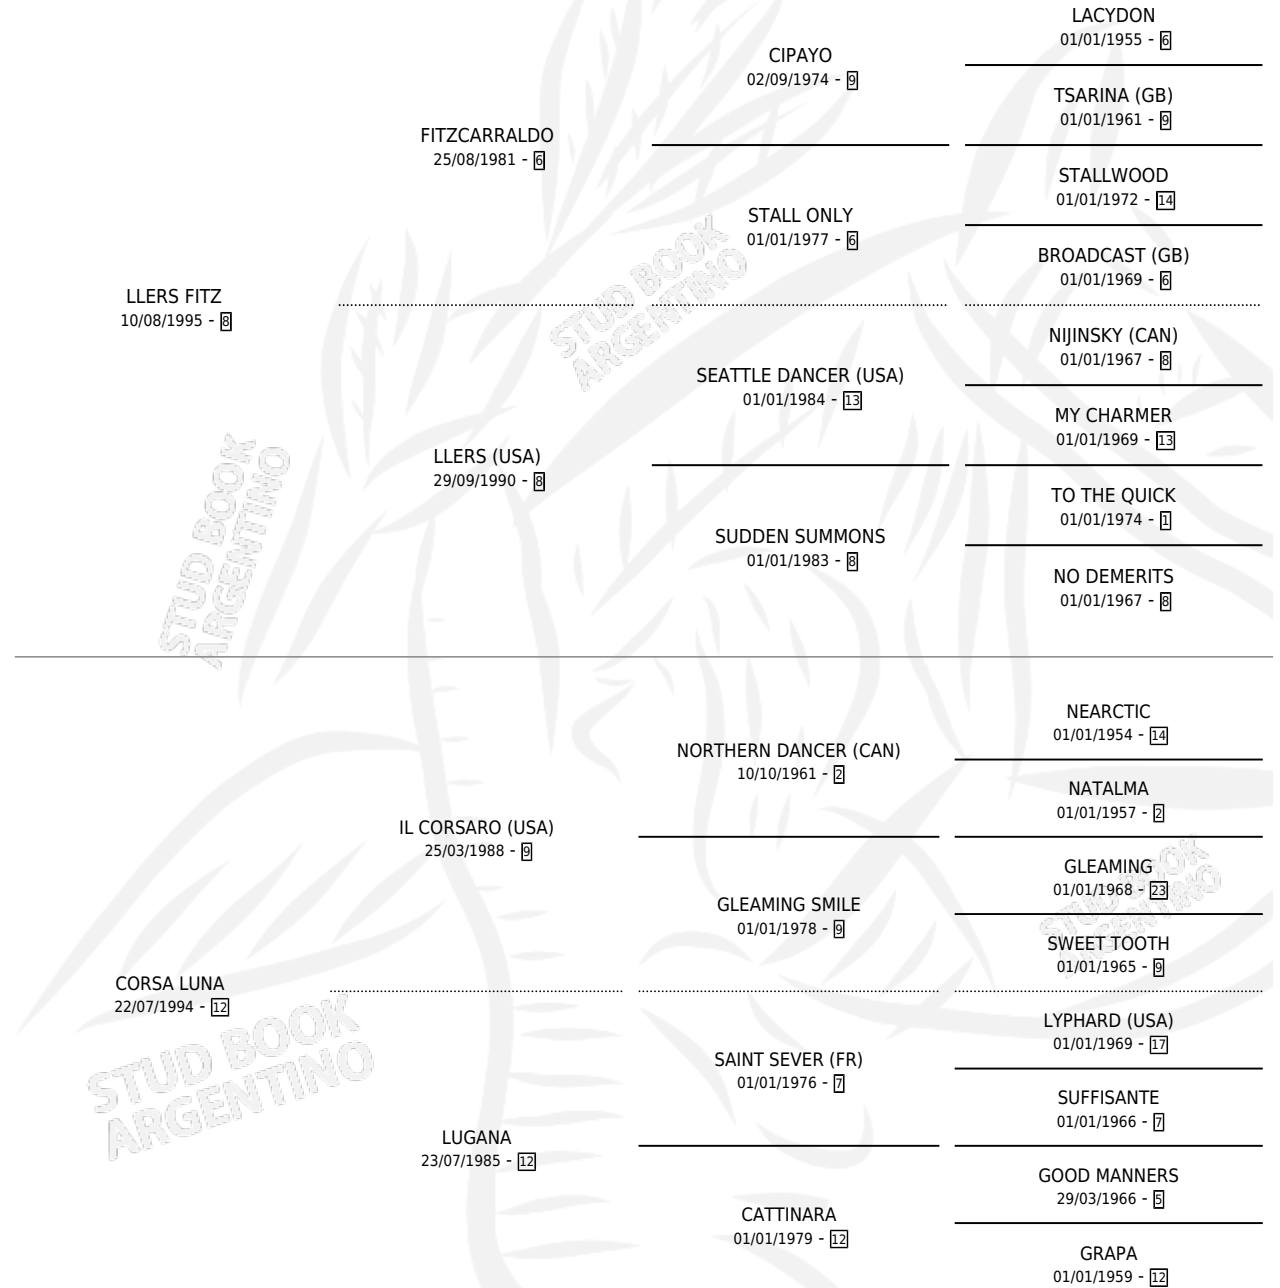 LACYDON
01/01/1955 - 6
CIPAYO
02/09/1974 - 9
TSARINA (GB)
01/01/1961 - 9
FITZCARRALDO
25/08/1981 - 6
STALLWOOD
01/01/1972 - 14
STALL ONLY
01/01/1977 - 6
BROADCAST (GB)
01/01/1969 - 6
LLERS FITZ
10/08/1995 - 8
NIJINSKY (CAN)
01/01/1967 - 8
SEATTLE DANCER (USA)
01/01/1984 - 13
MY CHARMER
01/01/1969 - 13
LLERS (USA)
29/09/1990 - 8
TO THE QUICK
01/01/1974 - 1
SUDDEN SUMMONS
01/01/1983 - 8
NO DEMERITS
01/01/1967 - 8
STUD BOOK
ARGENTINO
STUD BOOK
ARGENTINO
NEARCTIC
01/01/1954 - 14
NORTHERN DANCER (CAN)
10/10/1961 - 2
NATALMA
01/01/1957 - 2
IL CORSARO (USA)
25/03/1988 - 9
GLEAMING
01/01/1968 - 23
GLEAMING SMILE
01/01/1978 - 9
SWEET TOOTH
01/01/1965 - 9
CORSA LUNA
22/07/1994 - 12
LYPHARD (USA)
01/01/1969 - 17
SAINT SEVER (FR)
01/01/1976 - 7
SUFFISANTE
01/01/1966 - 7
LUGANA
23/07/1985 - 12
GOOD MANNERS
29/03/1966 - 5
CATTINARA
01/01/1979 - 12
GRAPA
01/01/1959 - 12
STUD BOOK
ARGENTINO
STUD BOOK
ARGENTINO